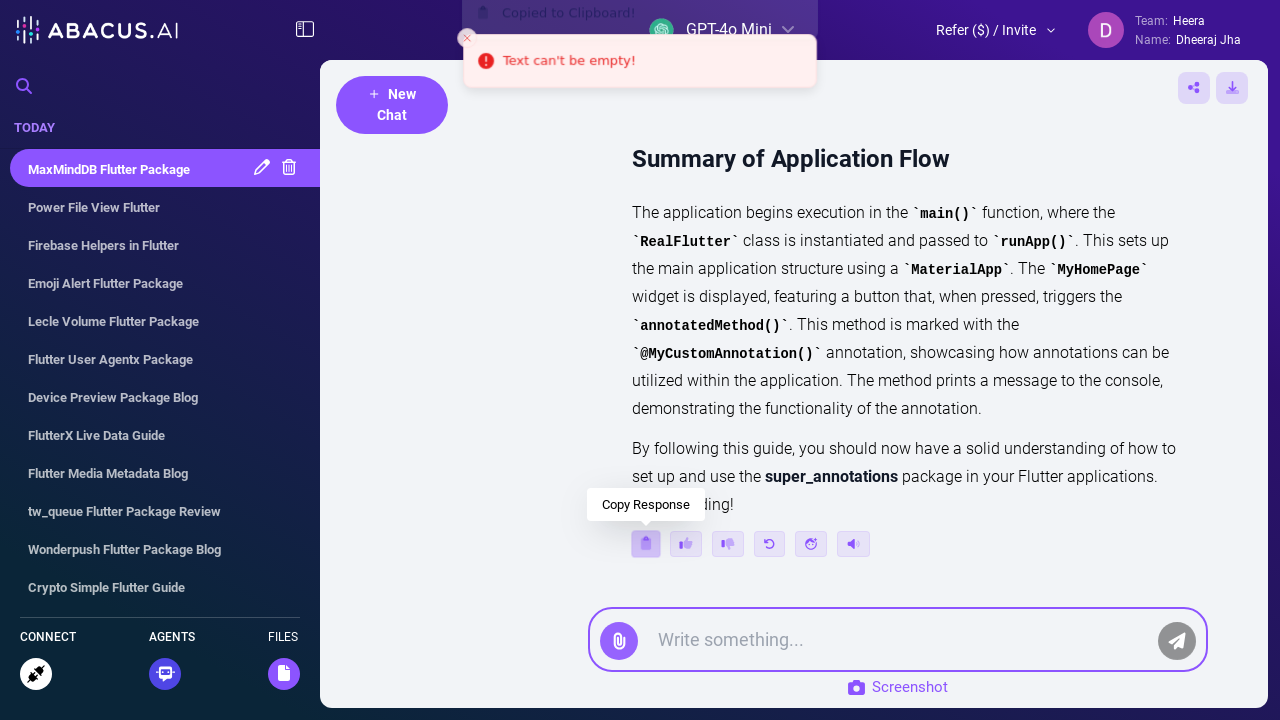 ABACUS.AI
Copied to Clipboard!
GPT-4o Mini
Text can't be empty!
Refer ($) / Invite
D
Team: Heera
Name: Dheeraj Jha
TODAY
MaxMindDB Flutter Package
Power File View Flutter
Firebase Helpers in Flutter
Emoji Alert Flutter Package
Lecle Volume Flutter Package
Flutter User Agentx Package
Device Preview Package Blog
FlutterX Live Data Guide
Flutter Media Metadata Blog
tw_queue Flutter Package Review
Wonderpush Flutter Package Blog
Crypto Simple Flutter Guide
CONNECT
AGENTS
FILES
+ New
Chat
Summary of Application Flow
The application begins execution in the `main()` function, where the
`RealFlutter` class is instantiated and passed to `runApp()`. This sets up
the main application structure using a `MaterialApp`. The `MyHomePage`
widget is displayed, featuring a button that, when pressed, triggers the
`annotatedMethod()`. This method is marked with the
`@MyCustomAnnotation()` annotation, showcasing how annotations can be
utilized within the application. The method prints a message to the console,
demonstrating the functionality of the annotation.
By following this guide, you should now have a solid understanding of how to
set up and use the super_annotations package in your Flutter applications.
ding!
Copy Response
Write something...
Screenshot